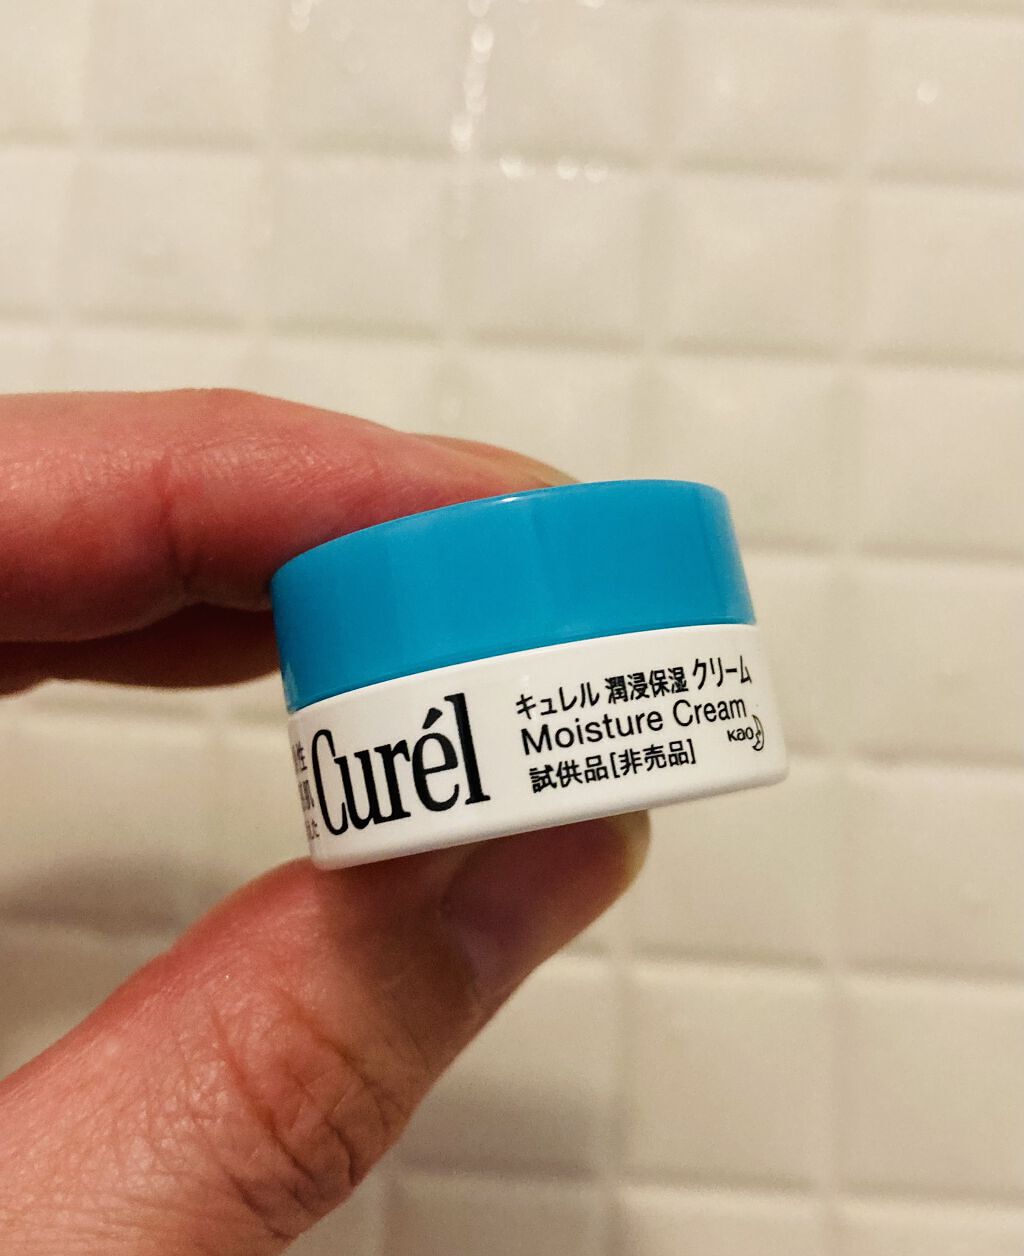 Curél
キュレル 潤浸保湿 クリーム
Moisture Cream
Kao
試供品[非売品]